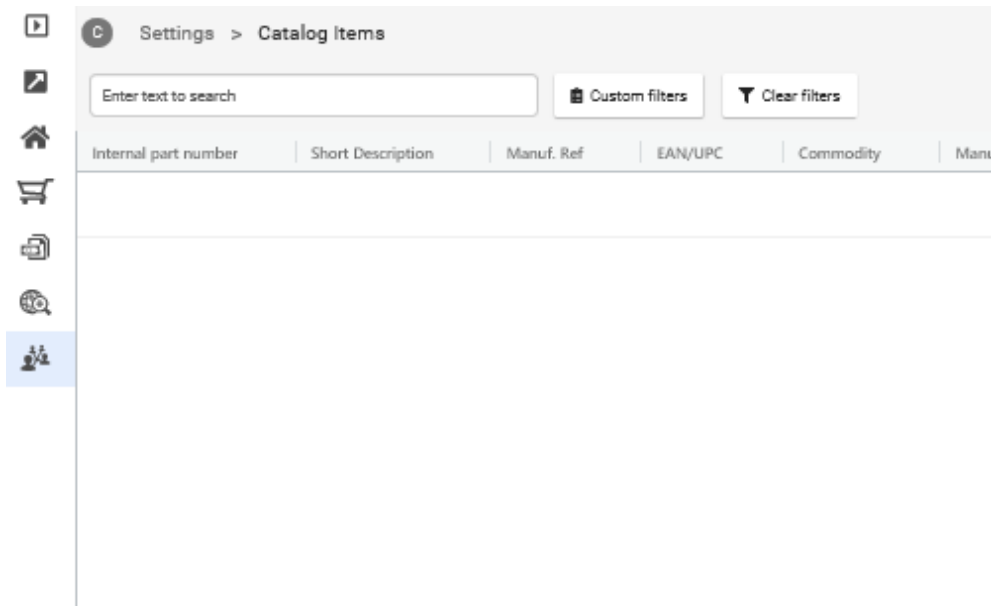 C Settings > Catalog Items
Enter text to search Custom filters Clear filters
Internal part number Short Description Manuf. Ref EAN/UPC Commodity Manu